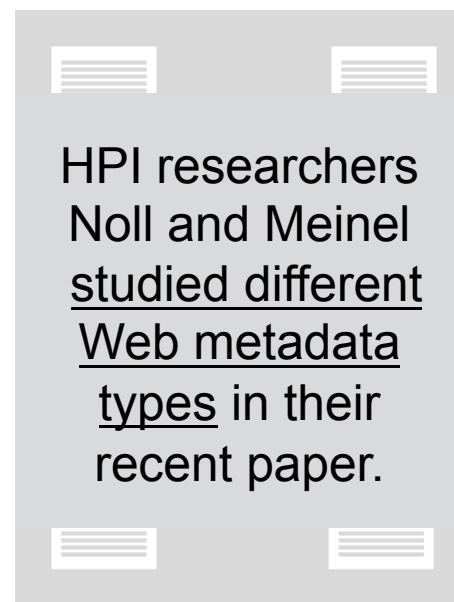 HPI researchers
Noll and Meinel
studied different
Web metadata
types in their
recent paper.